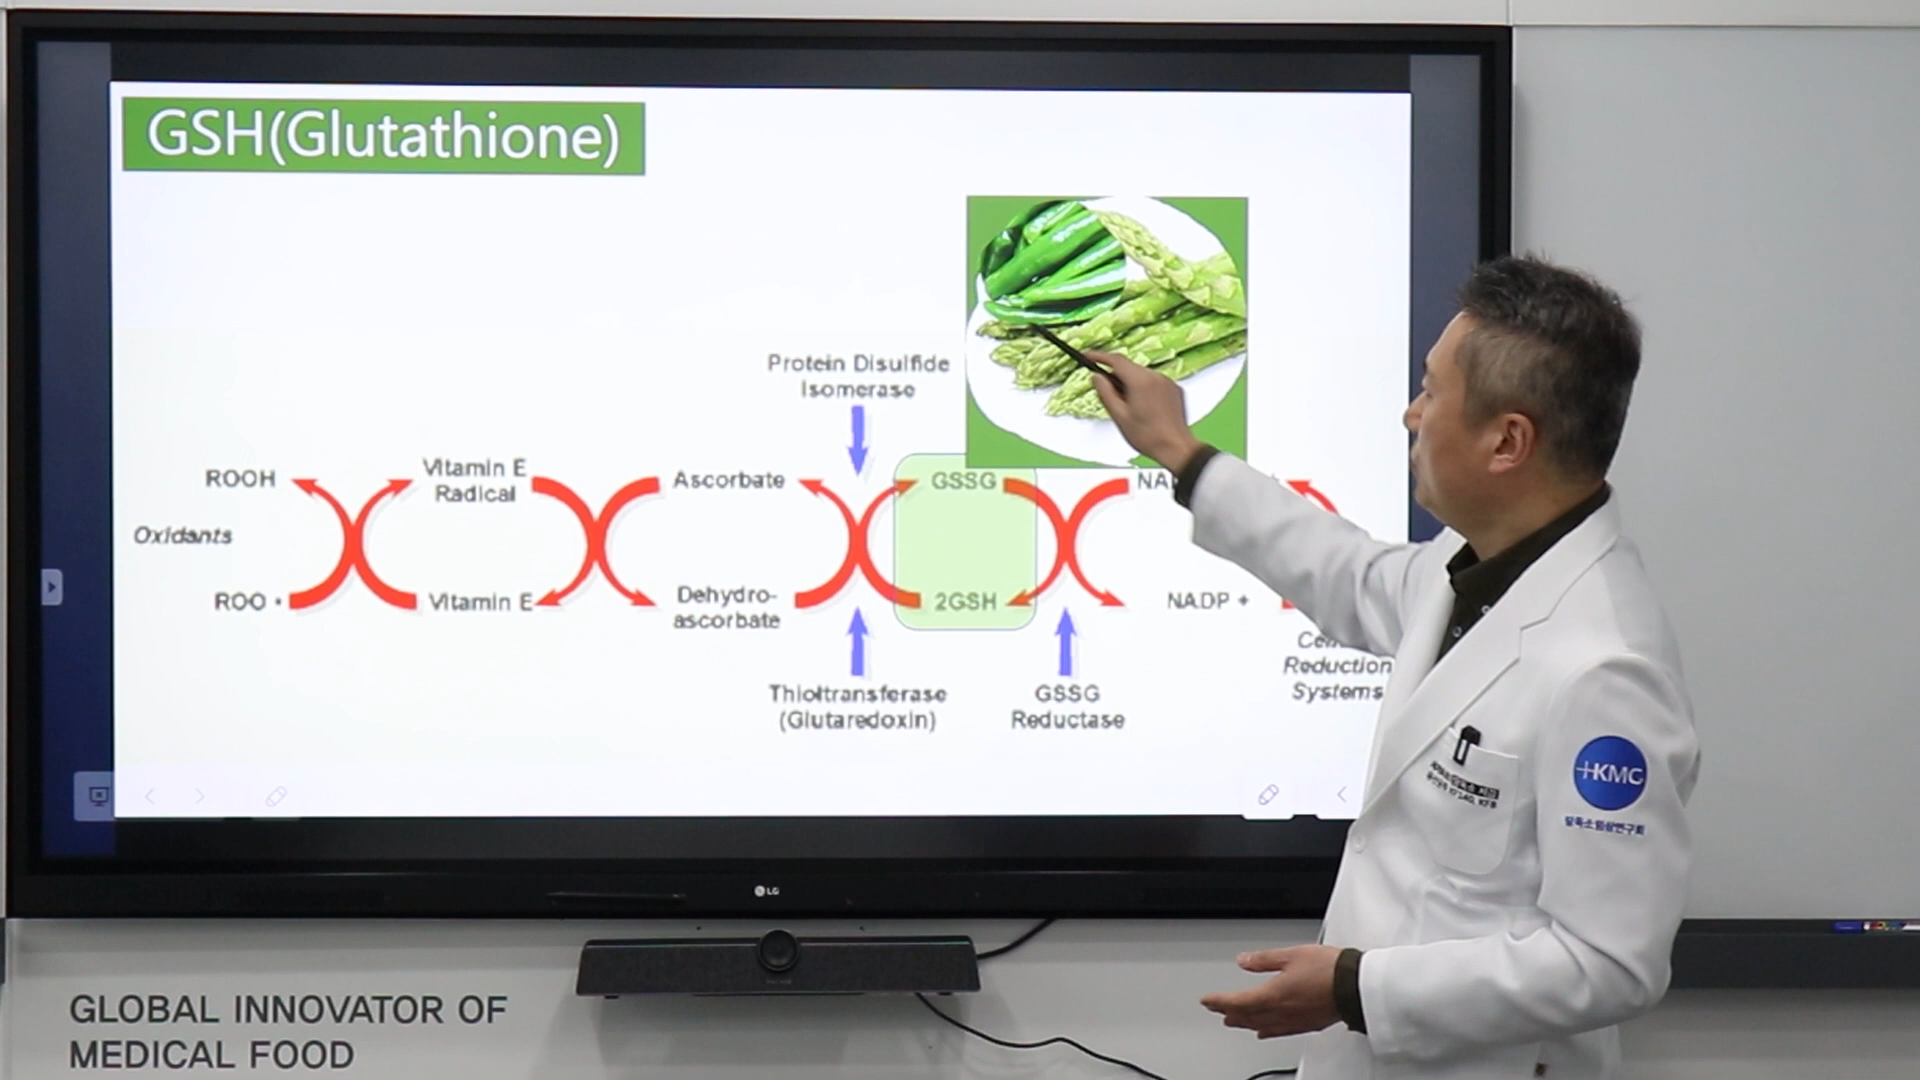 GSH(Glutathione)
Protein Disulfide
Isomerase
ROOH
Vitamin E
Radical
Ascorbate
GSSG
Oxidants
ROO •
Vitamin E
Dehydro-
ascorbate
2GSH
NADP +
Reduction
Systems
Thioltransferase
(Glutaredoxin)
GSSG
Reductase
LG
HKMG
GLOBAL INNOVATOR OF
MEDICAL FOOD